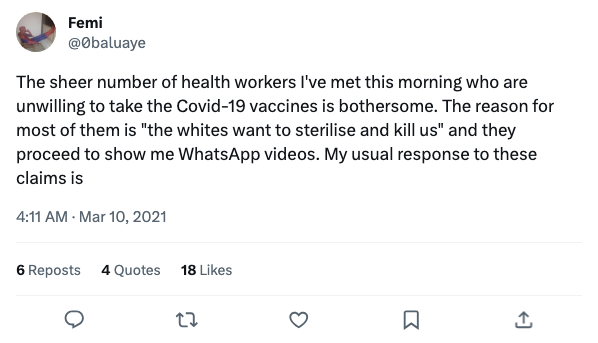 Femi
@0baluaye
The sheer number of health workers I've met this morning who are
unwilling to take the Covid-19 vaccines is bothersome. The reason for
most of them is "the whites want to sterilise and kill us" and they
proceed to show me WhatsApp videos. My usual response to these
claims is
4:11 AM · Mar 10, 2021
6 Reposts 4 Quotes 18 Likes